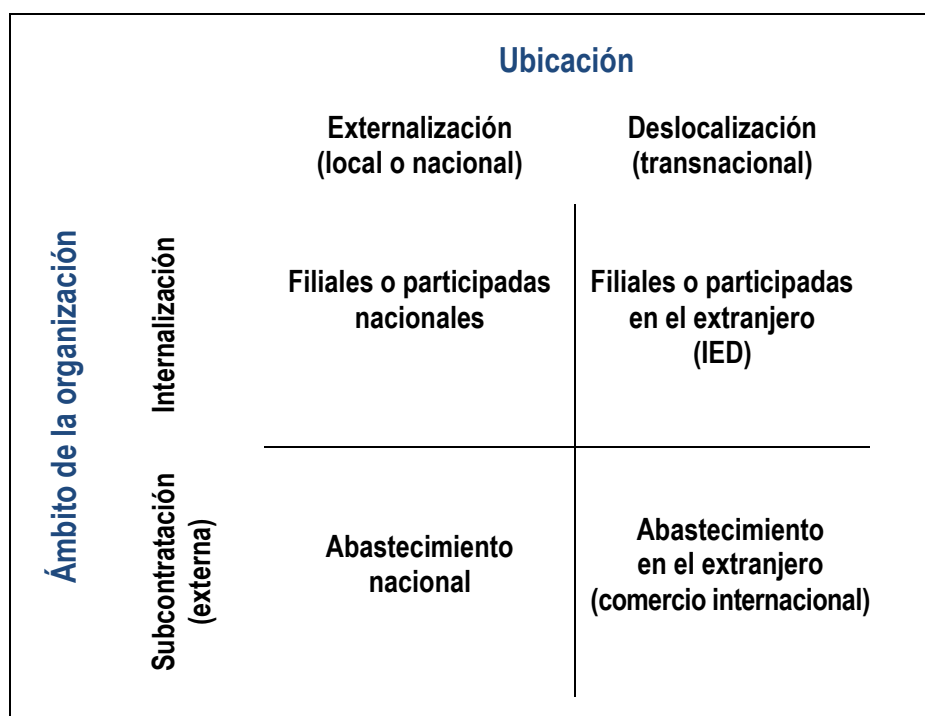 Ubicación
Externalización
(local o nacional)
Deslocalización
(transnacional)
Ámbito de la organización
Internalización
Filiales o participadas
nacionales
Filiales o participadas
en el extranjero
(IED)
Subcontratación
(externa)
Abastecimiento
nacional
Abastecimiento
en el extranjero
(comercio internacional)